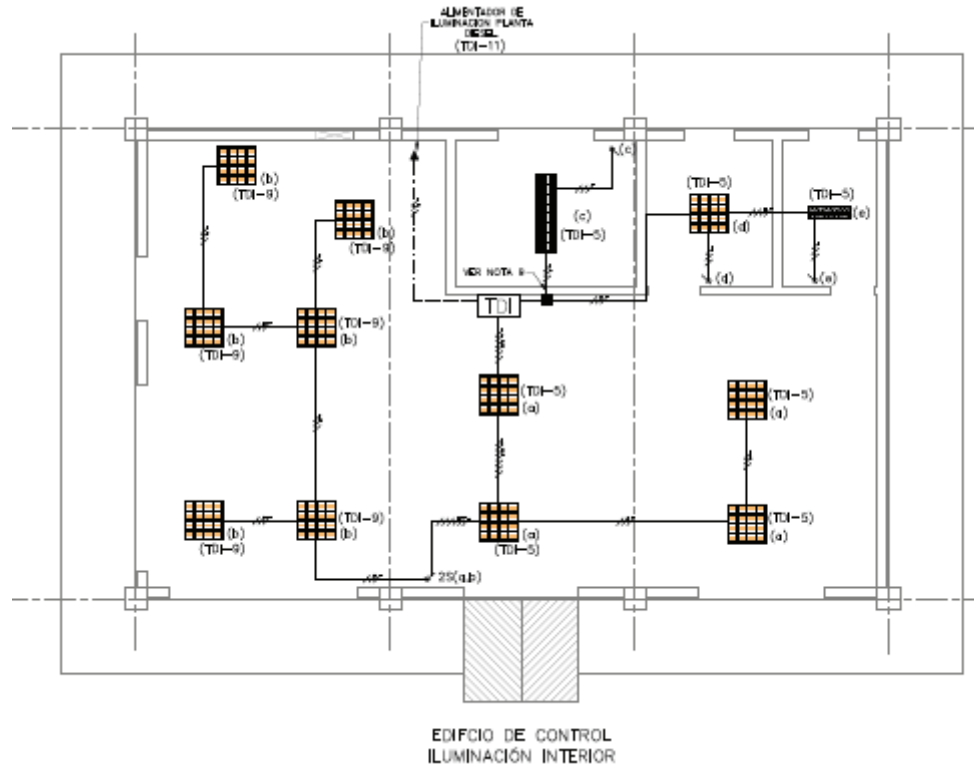 ALIMENTADOR DE
ILUMINACION PLANTA
DIESEL
(TDI-11)
(b)
(TDI-9)
(b)
(TDI-9)
(c)
(c)
(TDI-5)
(TDI-5)
(d)
(d)
(TDI-5)
(e)
(e)
VER NOTA 9
TDI
(b)
(TDI-9)
(TDI-9)
(b)
(TDI-5)
(a)
(TDI-5)
(a)
(b)
(TDI-9)
(TDI-9)
(b)
(a)
(TDI-5)
(TDI-5)
(a)
2S(a,b)
EDIFCIO DE CONTROL
ILUMINACIÓN INTERIOR